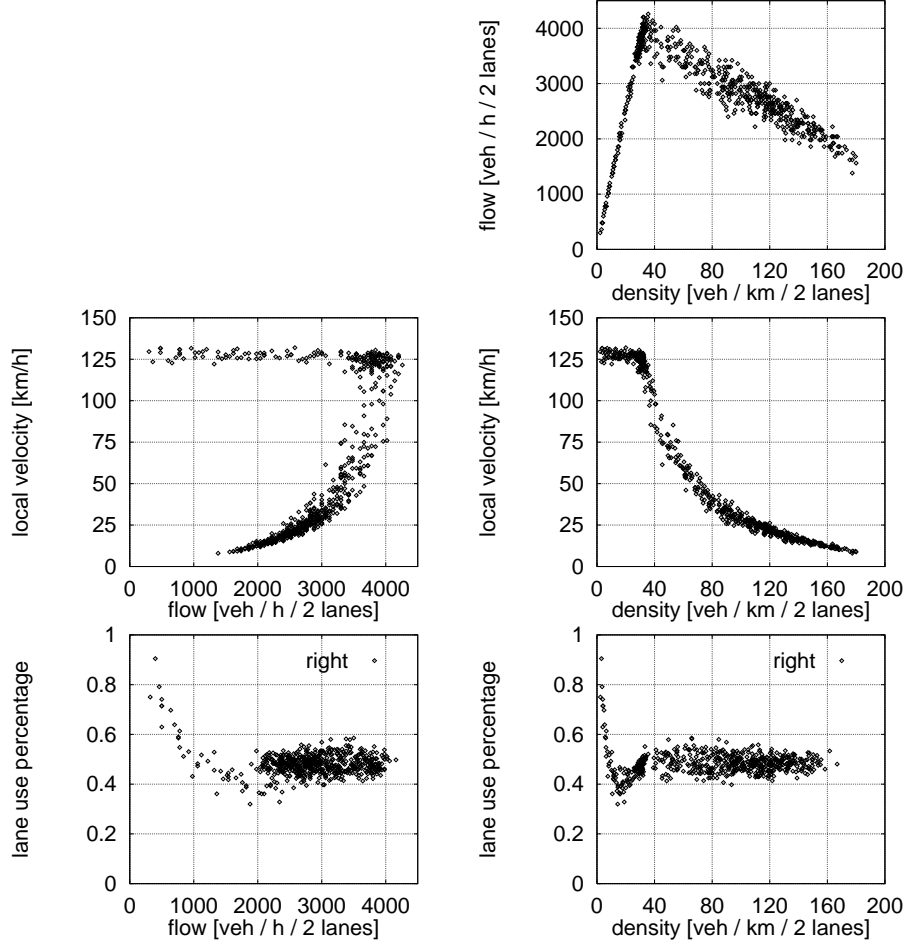 4000
3000
2000
1000
0
flow [veh / h / 2 lanes]
0 40 80 120 160 200
density [veh / km / 2 lanes]
150
125
100
75
50
25
0
local velocity [km/h]
0 1000 2000 3000 4000
flow [veh / h / 2 lanes]
150
125
100
75
50
25
0
local velocity [km/h]
0 40 80 120 160 200
density [veh / km / 2 lanes]
1
0.8
0.6
0.4
0.2
0
lane use percentage
right
0 1000 2000 3000 4000
flow [veh / h / 2 lanes]
1
0.8
0.6
0.4
0.2
0
lane use percentage
right
0 40 80 120 160 200
density [veh / km / 2 lanes]